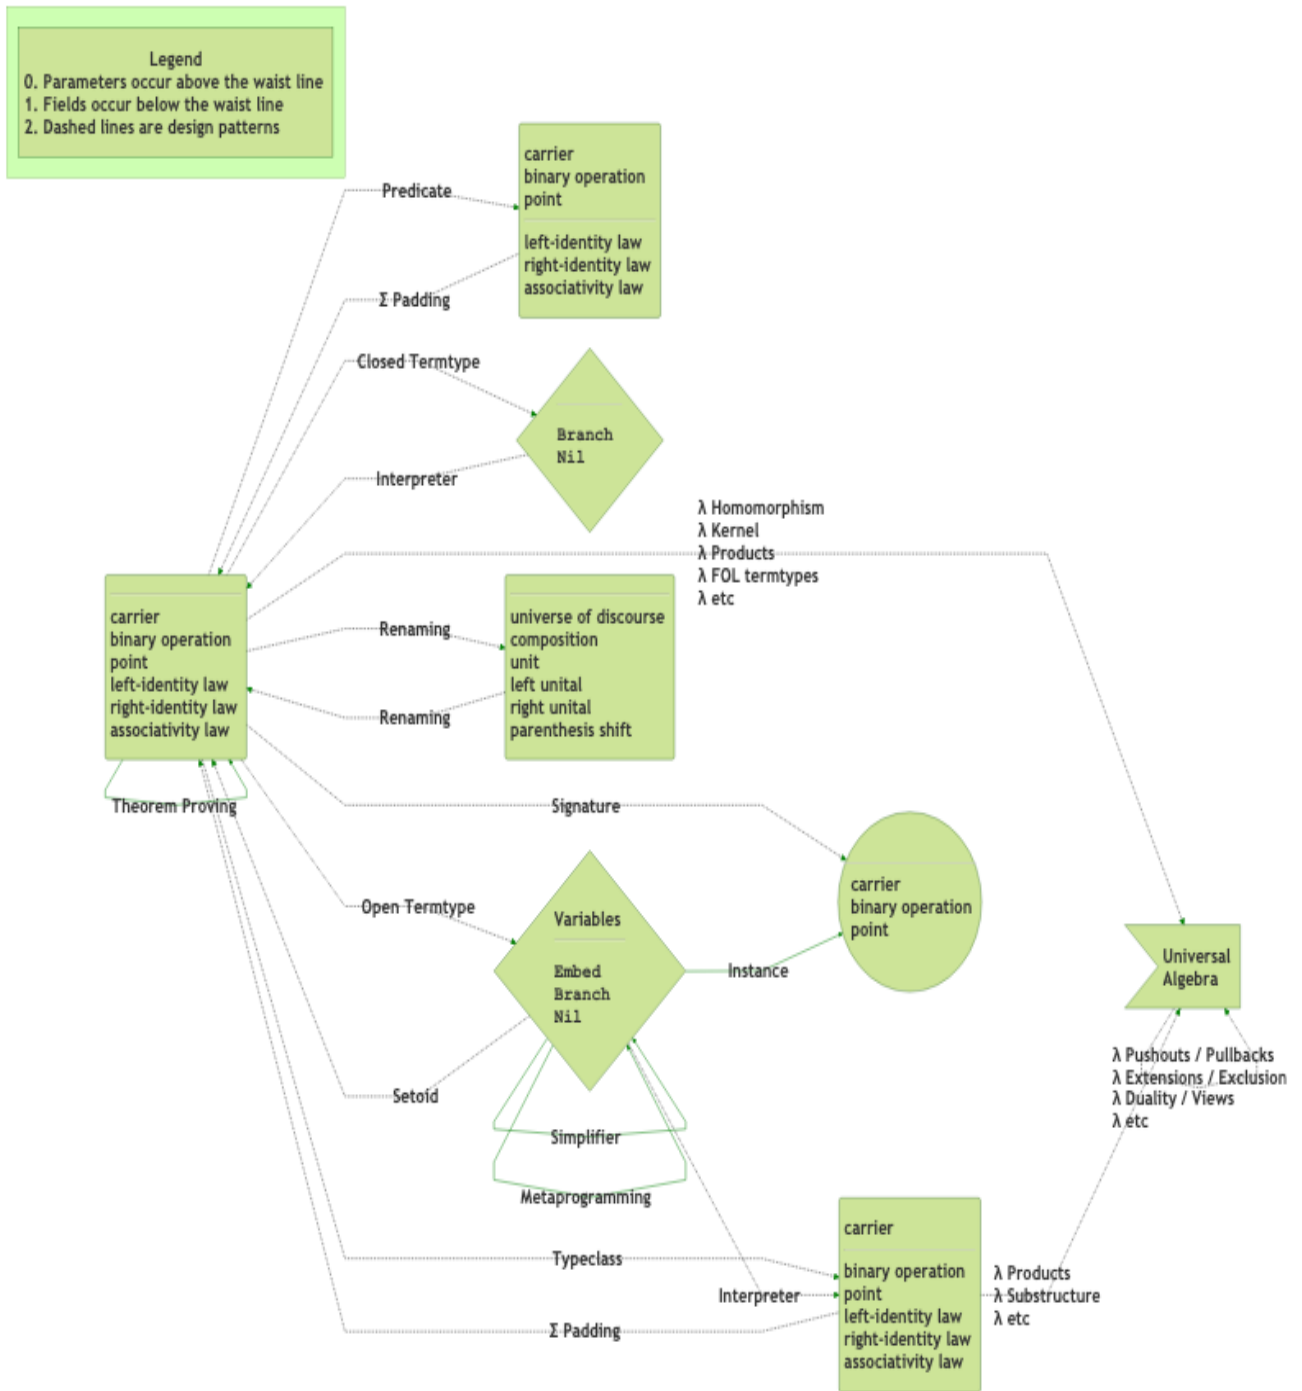 Legend
0. Parameters occur above the waist line
1. Fields occur below the waist line
2. Dashed lines are design patterns
carrier
binary operation
point
left-identity law
right-identity law
associativity law
Predicate
Σ Padding
Closed Termtype
Branch
Nil
Interpreter
λ Homomorphism
λ Kernel
λ Products
λ FOL termtypes
λ etc
carrier
binary operation
point
left-identity law
right-identity law
associativity law
Renaming
Renaming
universe of discourse
composition
unit
left unital
right unital
parenthesis shift
Theorem Proving
Signature
carrier
binary operation
point
Open Termtype
Variables
Embed
Branch
Nil
Instance
Universal
Algebra
Setoid
λ Pushouts / Pullbacks
λ Extensions / Exclusion
λ Duality / Views
λ etc
Simplifier
Metaprogramming
Typeclass
Interpreter
Σ Padding
carrier
binary operation
point
left-identity law
right-identity law
associativity law
λ Products
λ Substructure
λ etc